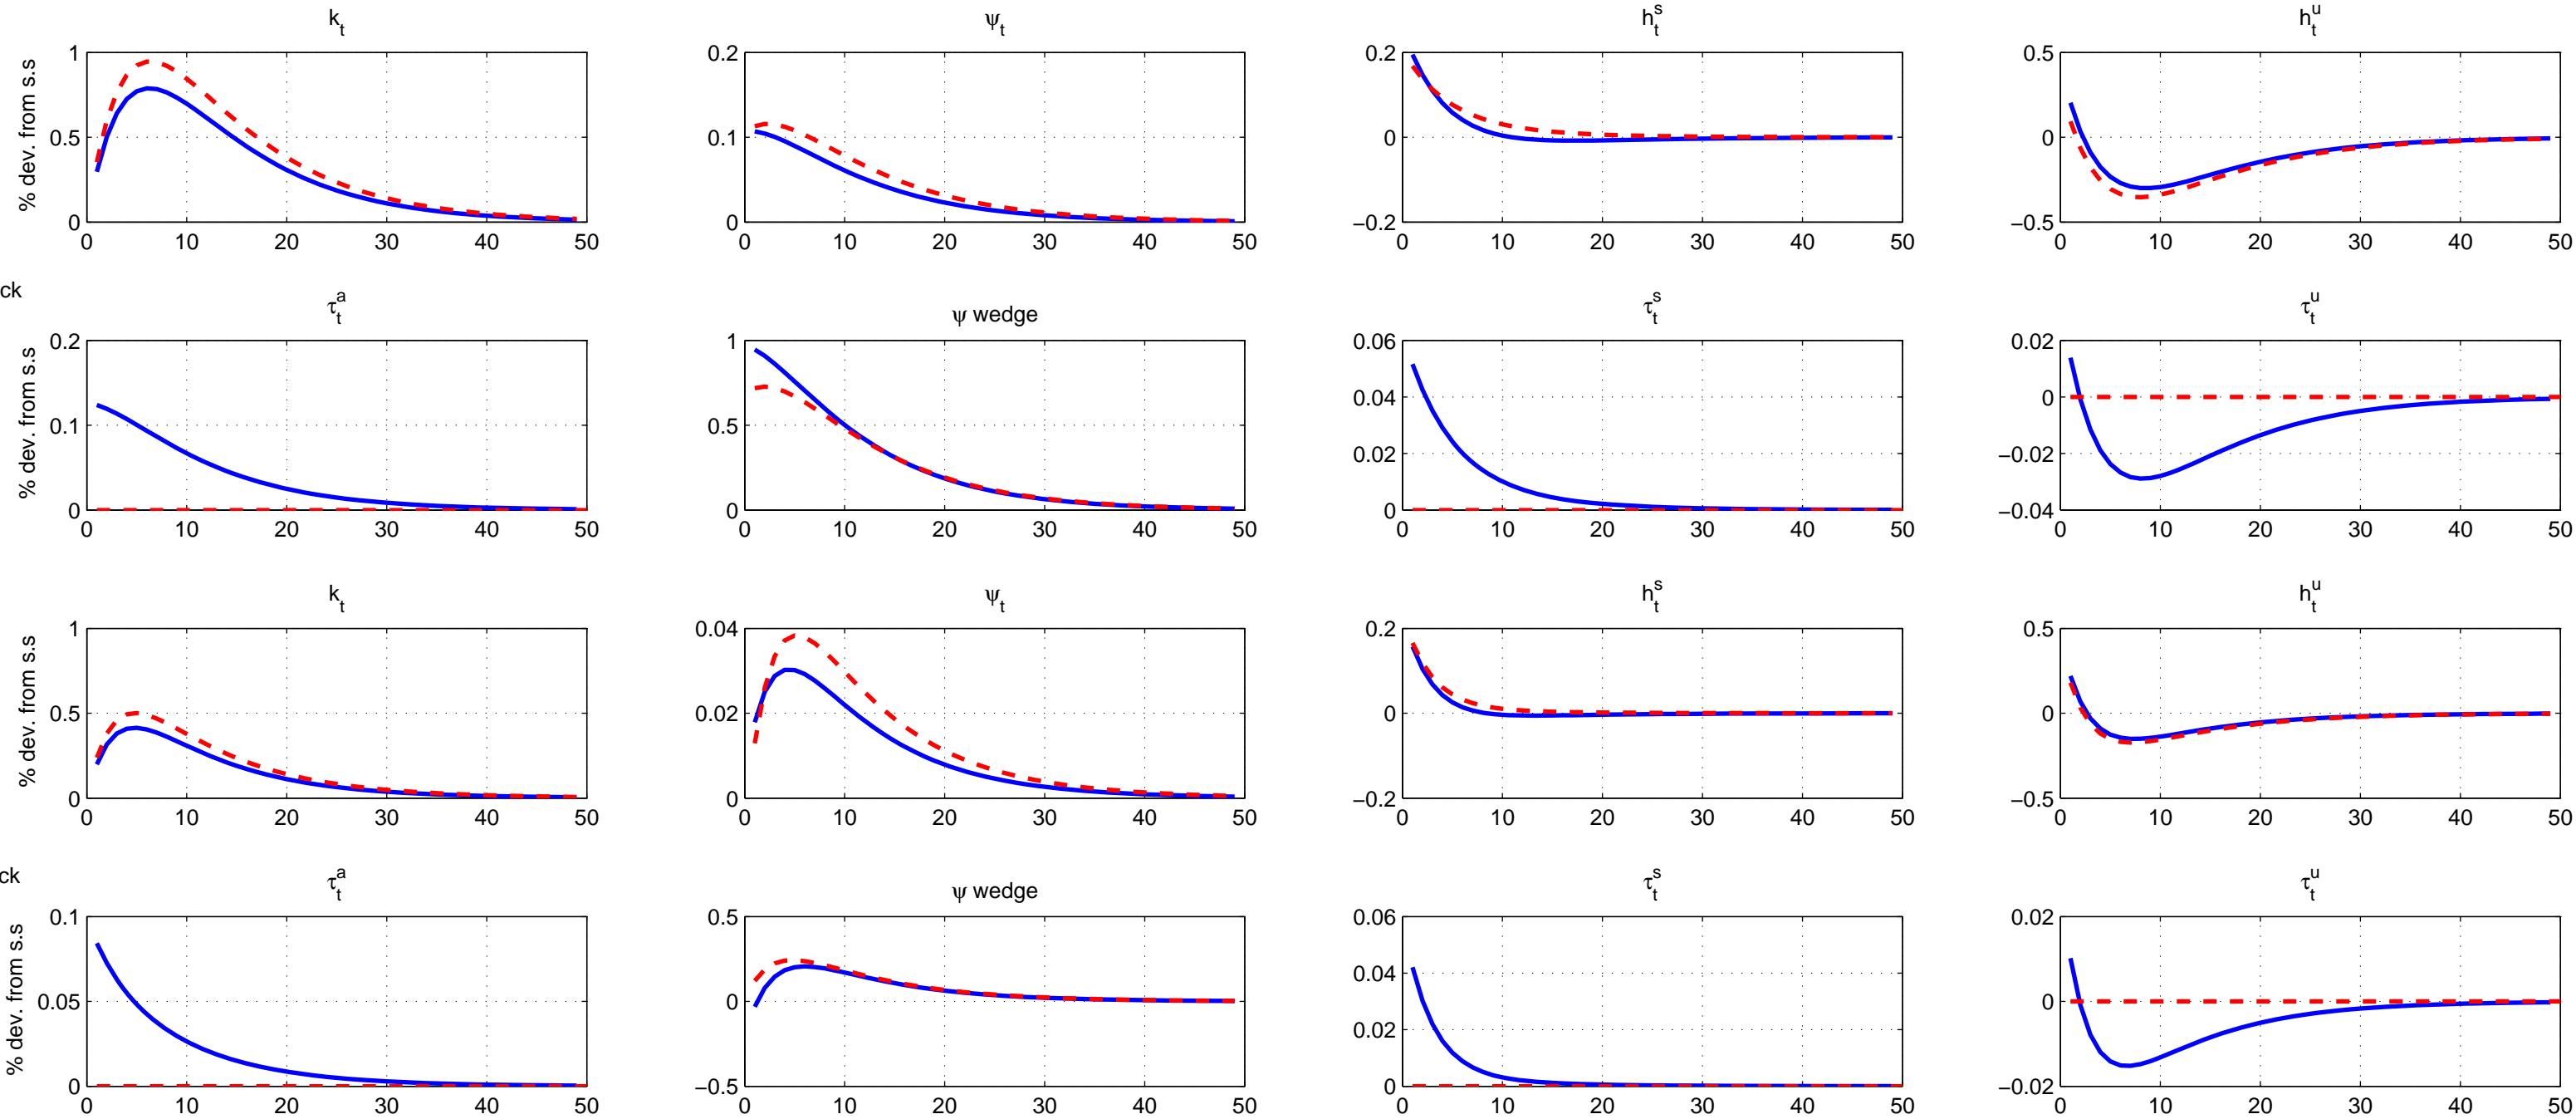 k_t ψ_t h_t^s h_t^u
% dev. from s.s
1 0.5 0
0.2 0.1 0
0.2 0 −0.2
0.5 0 −0.5
0 10 20 30 40 50 0 10 20 30 40 50 0 10 20 30 40 50 0 10 20 30 40 50
ck
τ_t^a ψ wedge τ_t^s τ_t^u
% dev. from s.s
0.2 0.1 0
1 0.5 0
0.06 0.04 0.02 0
0.02 0 −0.02 −0.04
0 10 20 30 40 50 0 10 20 30 40 50 0 10 20 30 40 50 0 10 20 30 40 50
k_t ψ_t h_t^s h_t^u
% dev. from s.s
1 0.5 0
0.04 0.02 0
0.2 0 −0.2
0.5 0 −0.5
0 10 20 30 40 50 0 10 20 30 40 50 0 10 20 30 40 50 0 10 20 30 40 50
ck
τ_t^a ψ wedge τ_t^s τ_t^u
% dev. from s.s
0.1 0.05 0
0.5 0 −0.5
0.06 0.04 0.02 0
0.02 0 −0.02
0 10 20 30 40 50 0 10 20 30 40 50 0 10 20 30 40 50 0 10 20 30 40 50